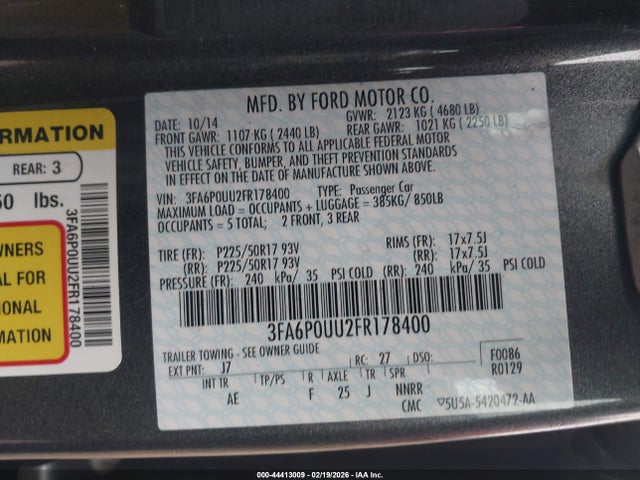 ORMATION
REAR: 3
50 lbs.
WNERS
AL FOR
IONAL
MATION
3FA6P0UU2FR178400
MFD. BY FORD MOTOR CO.
DATE: 10/14 GVWR: 2123 KG ( 4680 LB)
FRONT GAWR: 1107 KG ( 2440 LB) REAR GAWR: 1021 KG ( 2250 LB)
THIS VEHICLE CONFORMS TO ALL APPLICABLE FEDERAL MOTOR
VEHICLE SAFETY, BUMPER, AND THEFT PREVENTION STANDARDS
IN EFFECT ON THE DATE OF MANUFACTURE SHOWN ABOVE.
VIN: 3FA6P0UU2FR178400 TYPE: Passenger Car
MAXIMUM LOAD = OCCUPANTS + LUGGAGE = 385KG/ 850LB
OCCUPANTS = 5 TOTAL; 2 FRONT, 3 REAR
TIRE (FR): P225/50R17 93V RIMS (FR): 17x7.5J
(RR): P225/50R17 93V (RR): 17x7.5J
PRESSURE (FR): 240 kPa/ 35 PSI COLD (RR): 240 kPa/ 35 PSI COLD
3FA6P0UU2FR178400
TRAILER TOWING - SEE OWNER GUIDE
EXT PNT: J7 RC: 27 DSO: F0086
R0129
INT TR TP/PS R AXLE TR SPR
AE F 25 J NNRR
CMC 5U5A-5420472-AA
000-44413009 - 02/19/2026 - IAA Inc.